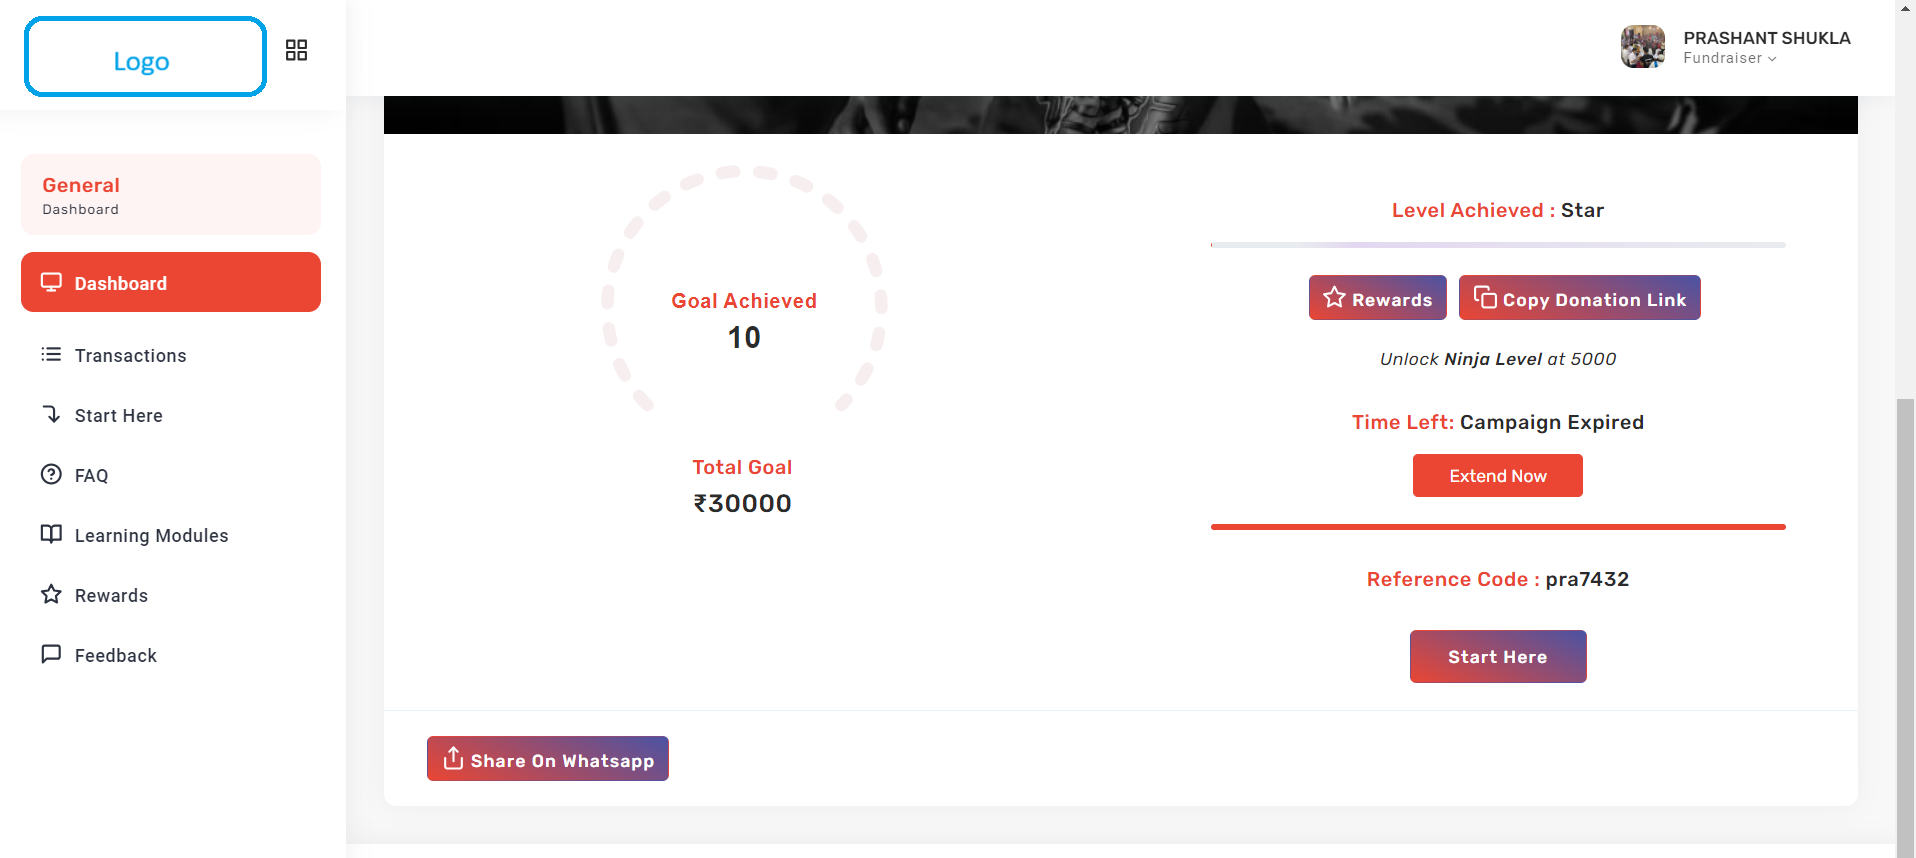 Logo
PRASHANT SHUKLA
Fundraiser
General
Dashboard
Dashboard
Transactions
Start Here
FAQ
Learning Modules
Rewards
Feedback
Goal Achieved
10
Total Goal
₹30000
Level Achieved : Star
Rewards
Copy Donation Link
Unlock Ninja Level at 5000
Time Left: Campaign Expired
Extend Now
Reference Code : pra7432
Start Here
Share On Whatsapp